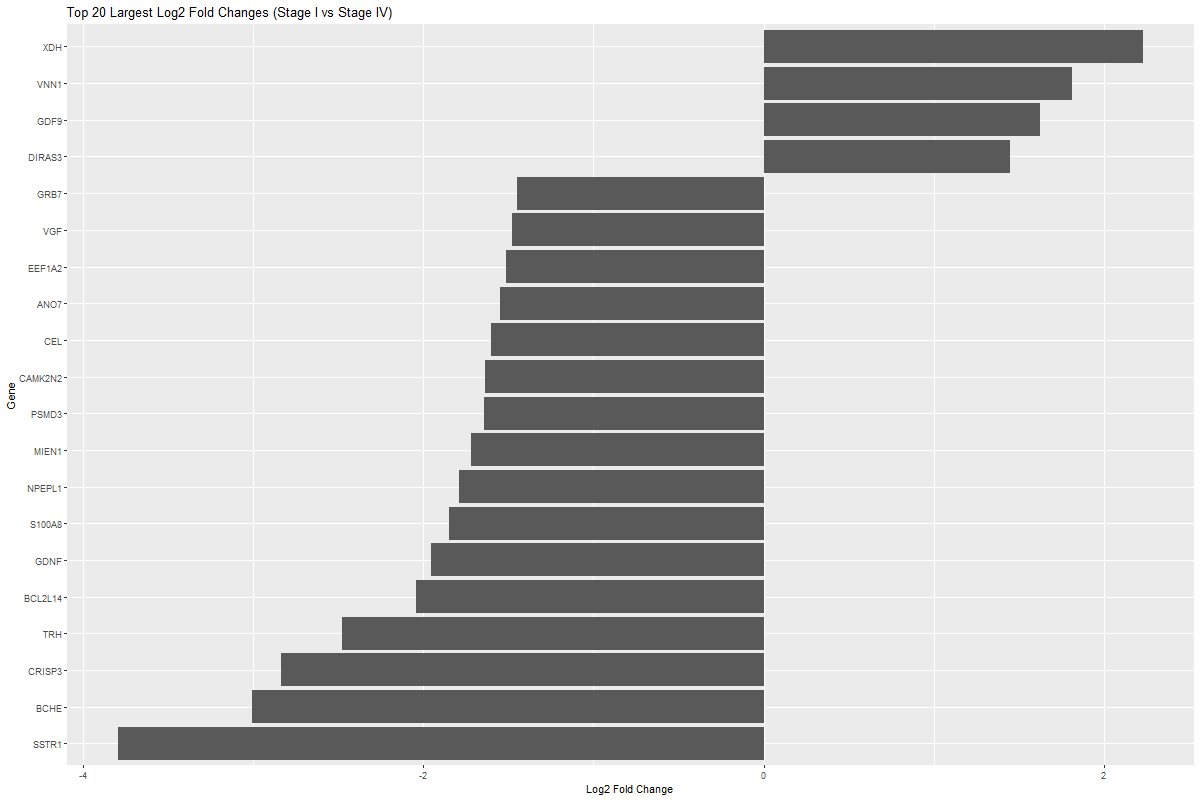 Top 20 Largest Log2 Fold Changes (Stage I vs Stage IV)
XDH
VNN1
GDF9
DIRAS3
GRB7
VGF
EEF1A2
ANO7
CEL
CAMK2N2
PSMD3
MIEN1
NPEPL1
S100A8
GDNF
BCL2L14
TRH
CRISP3
BCHE
SSTR1
Gene
-4
-2
0
2
Log2 Fold Change